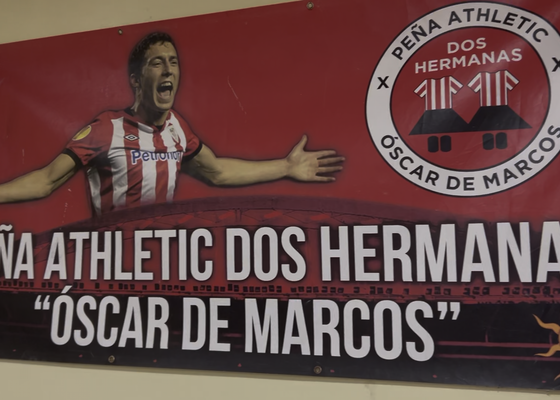 PEÑA ATHLETIC
DOS
HERMANAS
X X
ÓSCAR DE MARCOS
Petronor
ÑA ATHLETIC DOS HERMANA
“ÓSCAR DE MARCOS”